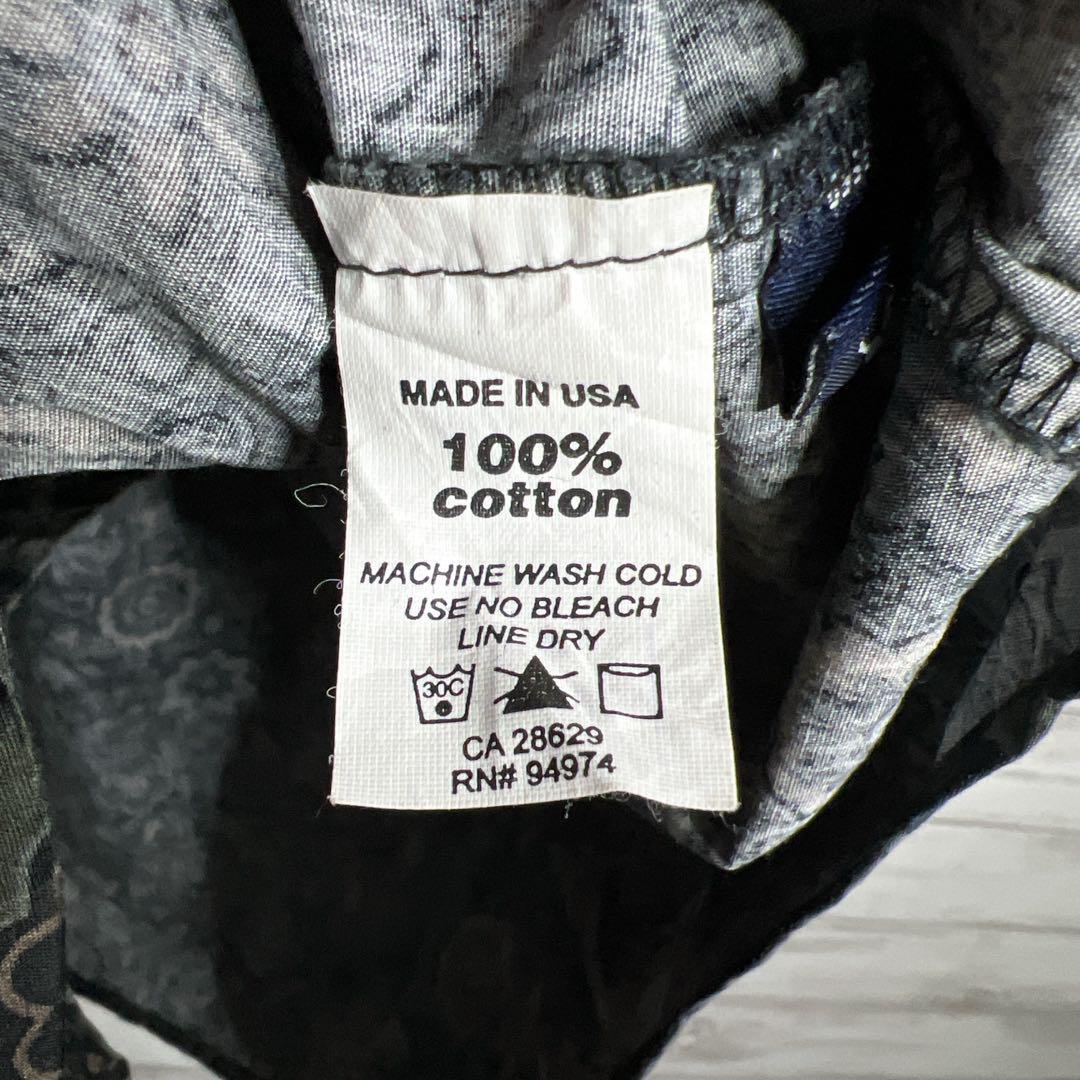 MADE IN USA
100%
cotton
MACHINE WASH COLD
USE NO BLEACH
LINE DRY
30C
CA 28629
RN# 94974